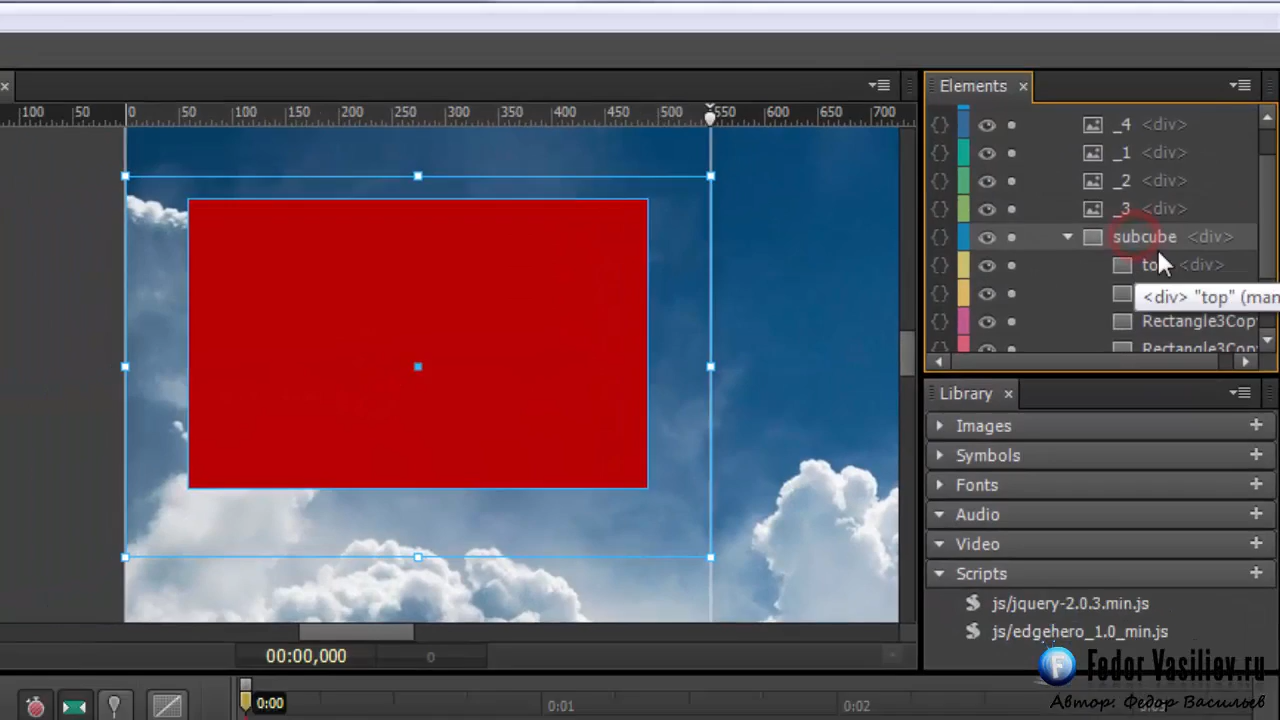 Elements ×
100 50 0 50 100 150 200 250 300 350 400 450 500 550 600 650 700
_4 <div>
_1 <div>
_2 <div>
_3 <div>
subcube <div>
<div>
<div> "top" (man
Rectangle3Cop
Rectangle3Cop
Library ×
Images +
Symbols +
Fonts +
Audio +
Video +
Scripts +
js/jquery-2.0.3.min.js
js/edgehero_1.0_min.js
00:00,000 0
F Fedor Vasiliev.ru
Автор: Федор Васильев
0:00 0:01 0:02